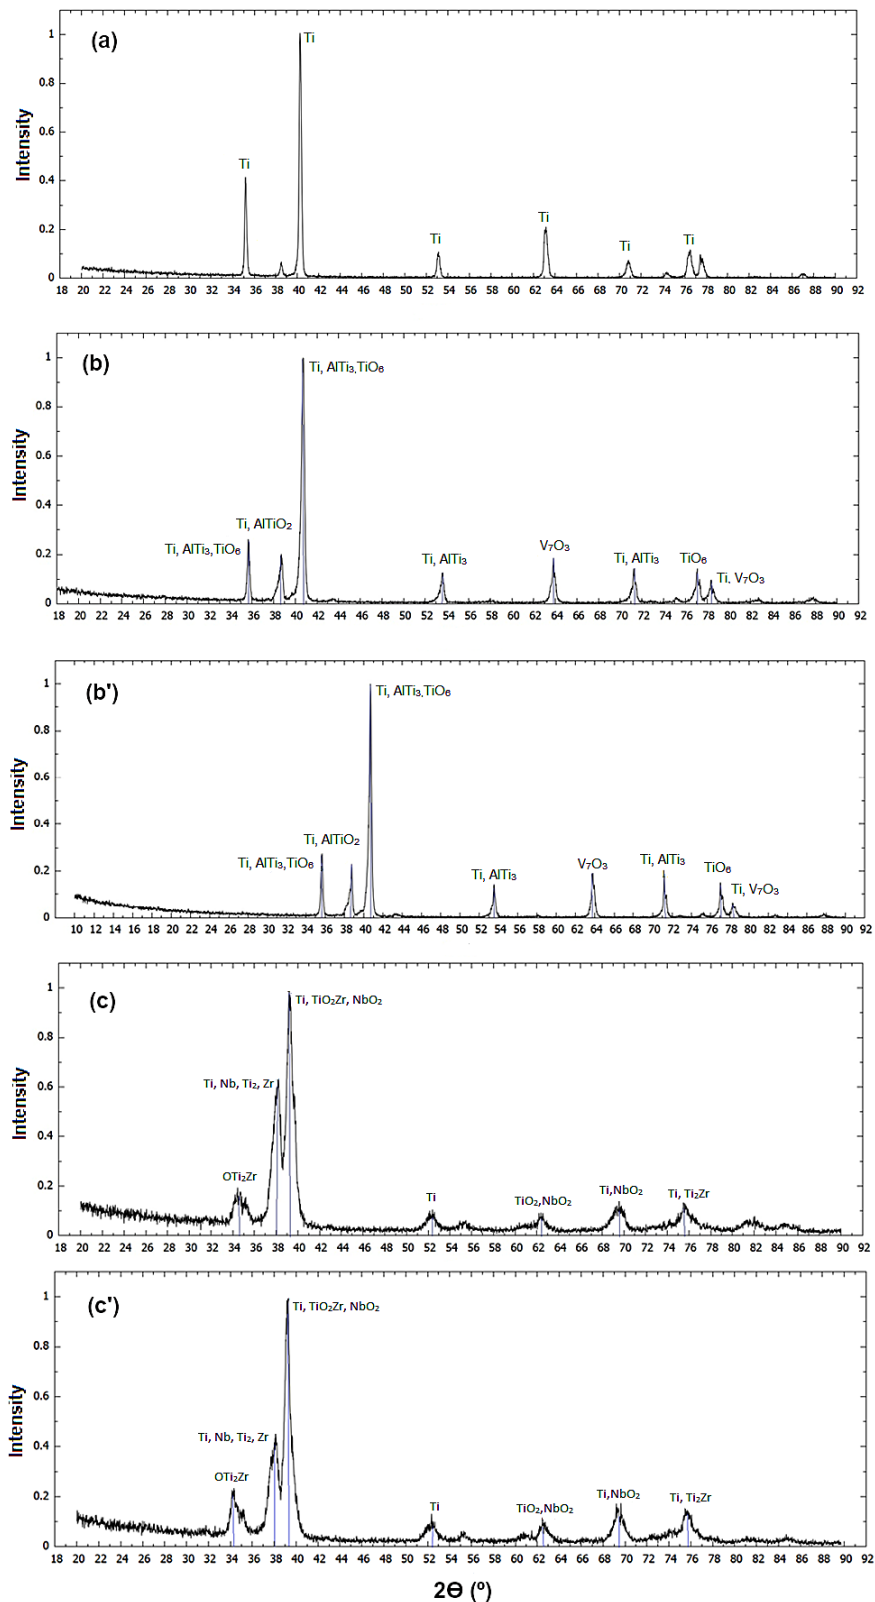 (a)
Ti
Ti
Ti
Ti
Ti
Ti
Intensity
1
0.8
0.6
0.4
0.2
0
18 20 22 24 26 28 30 32 34 36 38 40 42 44 46 48 50 52 54 56 58 60 62 64 66 68 70 72 74 76 78 80 82 84 86 88 90 92
(b)
Ti, AlTi₃,TiO₆
Ti, AlTiO₂
Ti, AlTi₃,TiO₆
Ti, AlTi₃
V₇O₃
Ti, AlTi₃
TiO₆
Ti, V₇O₃
Intensity
1
0.8
0.6
0.4
0.2
0
18 20 22 24 26 28 30 32 34 36 38 40 42 44 46 48 50 52 54 56 58 60 62 64 66 68 70 72 74 76 78 80 82 84 86 88 90 92
(b')
Ti, AlTi₃,TiO₆
Ti, AlTiO₂
Ti, AlTi₃,TiO₆
Ti, AlTi₃
V₇O₃
Ti, AlTi₃
TiO₆
Ti, V₇O₃
Intensity
1
0.8
0.6
0.4
0.2
0
10 12 14 16 18 20 22 24 26 28 30 32 34 36 38 40 42 44 46 48 50 52 54 56 58 60 62 64 66 68 70 72 74 76 78 80 82 84 86 88 90 92
(c)
Ti, TiO₂Zr, NbO₂
Ti, Nb, Ti₂, Zr
OTi₂Zr
Ti
TiO₂,NbO₂
Ti,NbO₂
Ti, Ti₂Zr
Intensity
1
0.8
0.6
0.4
0.2
0
18 20 22 24 26 28 30 32 34 36 38 40 42 44 46 48 50 52 54 56 58 60 62 64 66 68 70 72 74 76 78 80 82 84 86 88 90 92
(c')
Ti, TiO₂Zr, NbO₂
Ti, Nb, Ti₂, Zr
OTi₂Zr
Ti
TiO₂,NbO₂
Ti,NbO₂
Ti, Ti₂Zr
Intensity
1
0.8
0.6
0.4
0.2
0
18 20 22 24 26 28 30 32 34 36 38 40 42 44 46 48 50 52 54 56 58 60 62 64 66 68 70 72 74 76 78 80 82 84 86 88 90 92
2Ɵ (º)